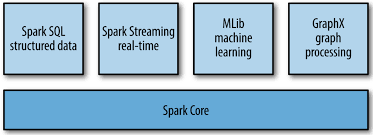 Spark SQL
structured data
Spark Streaming
real-time
MLib
machine
learning
GraphX
graph
processing
Spark Core